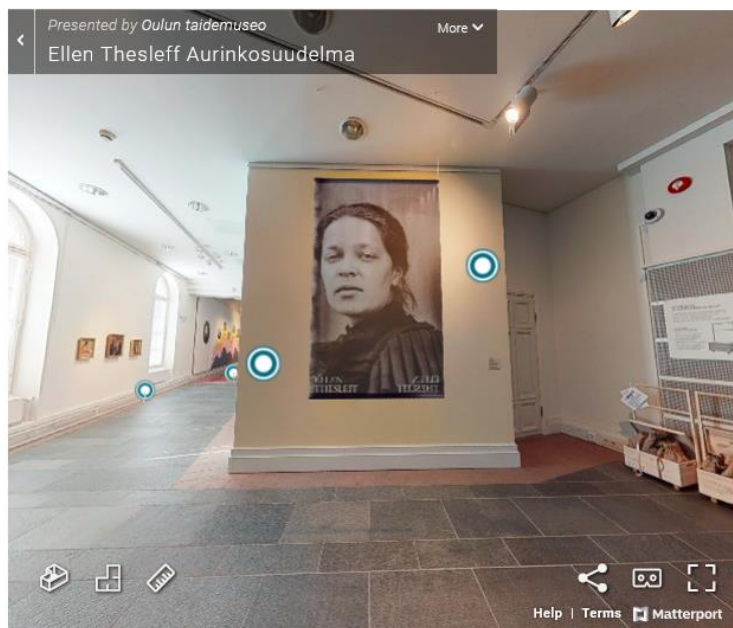 Presented by Oulun taidemuseo
More
Ellen Thesleff Aurinkosuudelma
Help | Terms Matterport